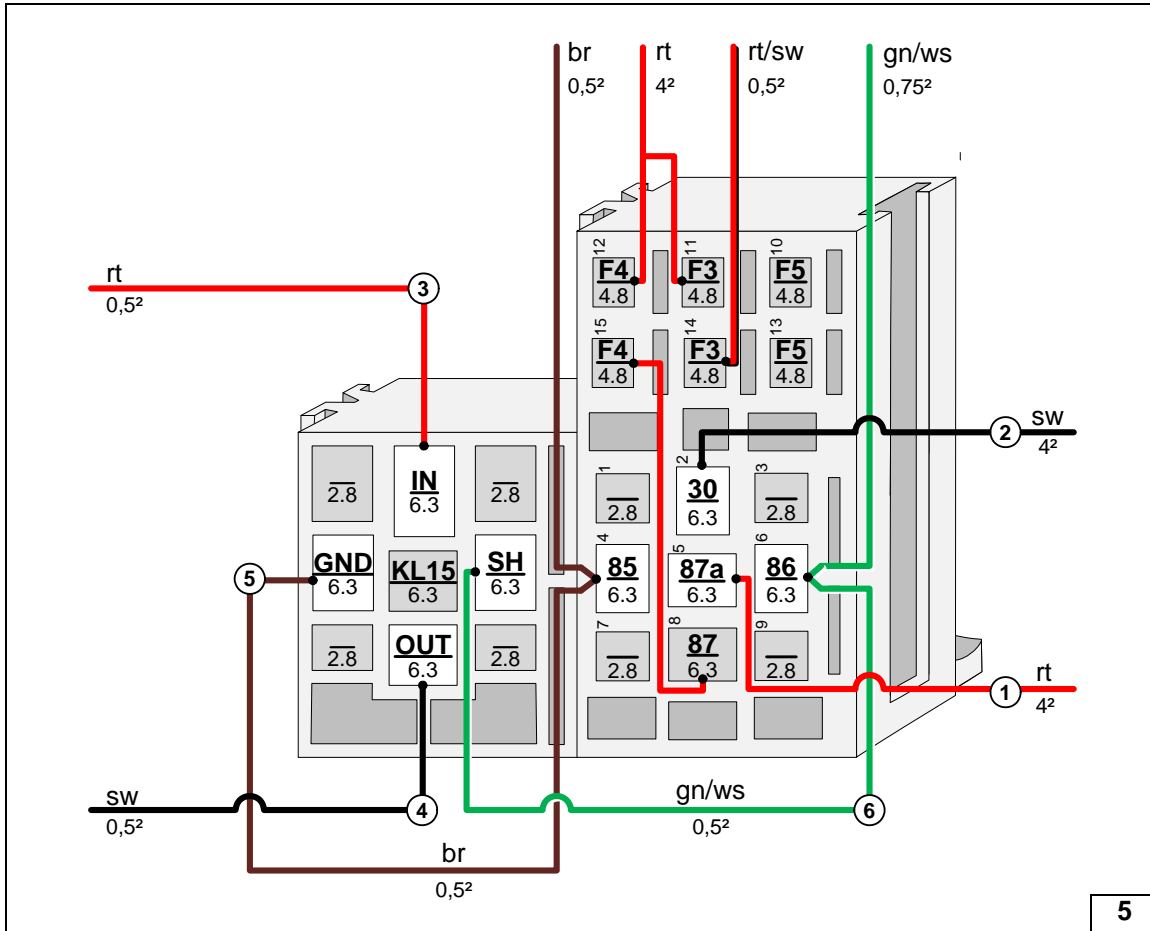 br
0,5²
rt
4²
rt/sw
0,5²
gn/ws
0,75²
12
F4
4.8
11
F3
4.8
10
F5
4.8
rt
0,5²
3
15
F4
4.8
14
F3
4.8
13
F5
4.8
2
sw
4²
2.8
IN
6.3
2.8
1
2.8
2
30
6.3
3
2.8
5
GND
6.3
KL15
6.3
SH
6.3
4
85
6.3
5
87a
6.3
6
86
6.3
2.8
OUT
6.3
2.8
7
2.8
8
87
6.3
9
2.8
1
rt
4²
sw
0,5²
4
gn/ws
0,5²
6
br
0,5²
5